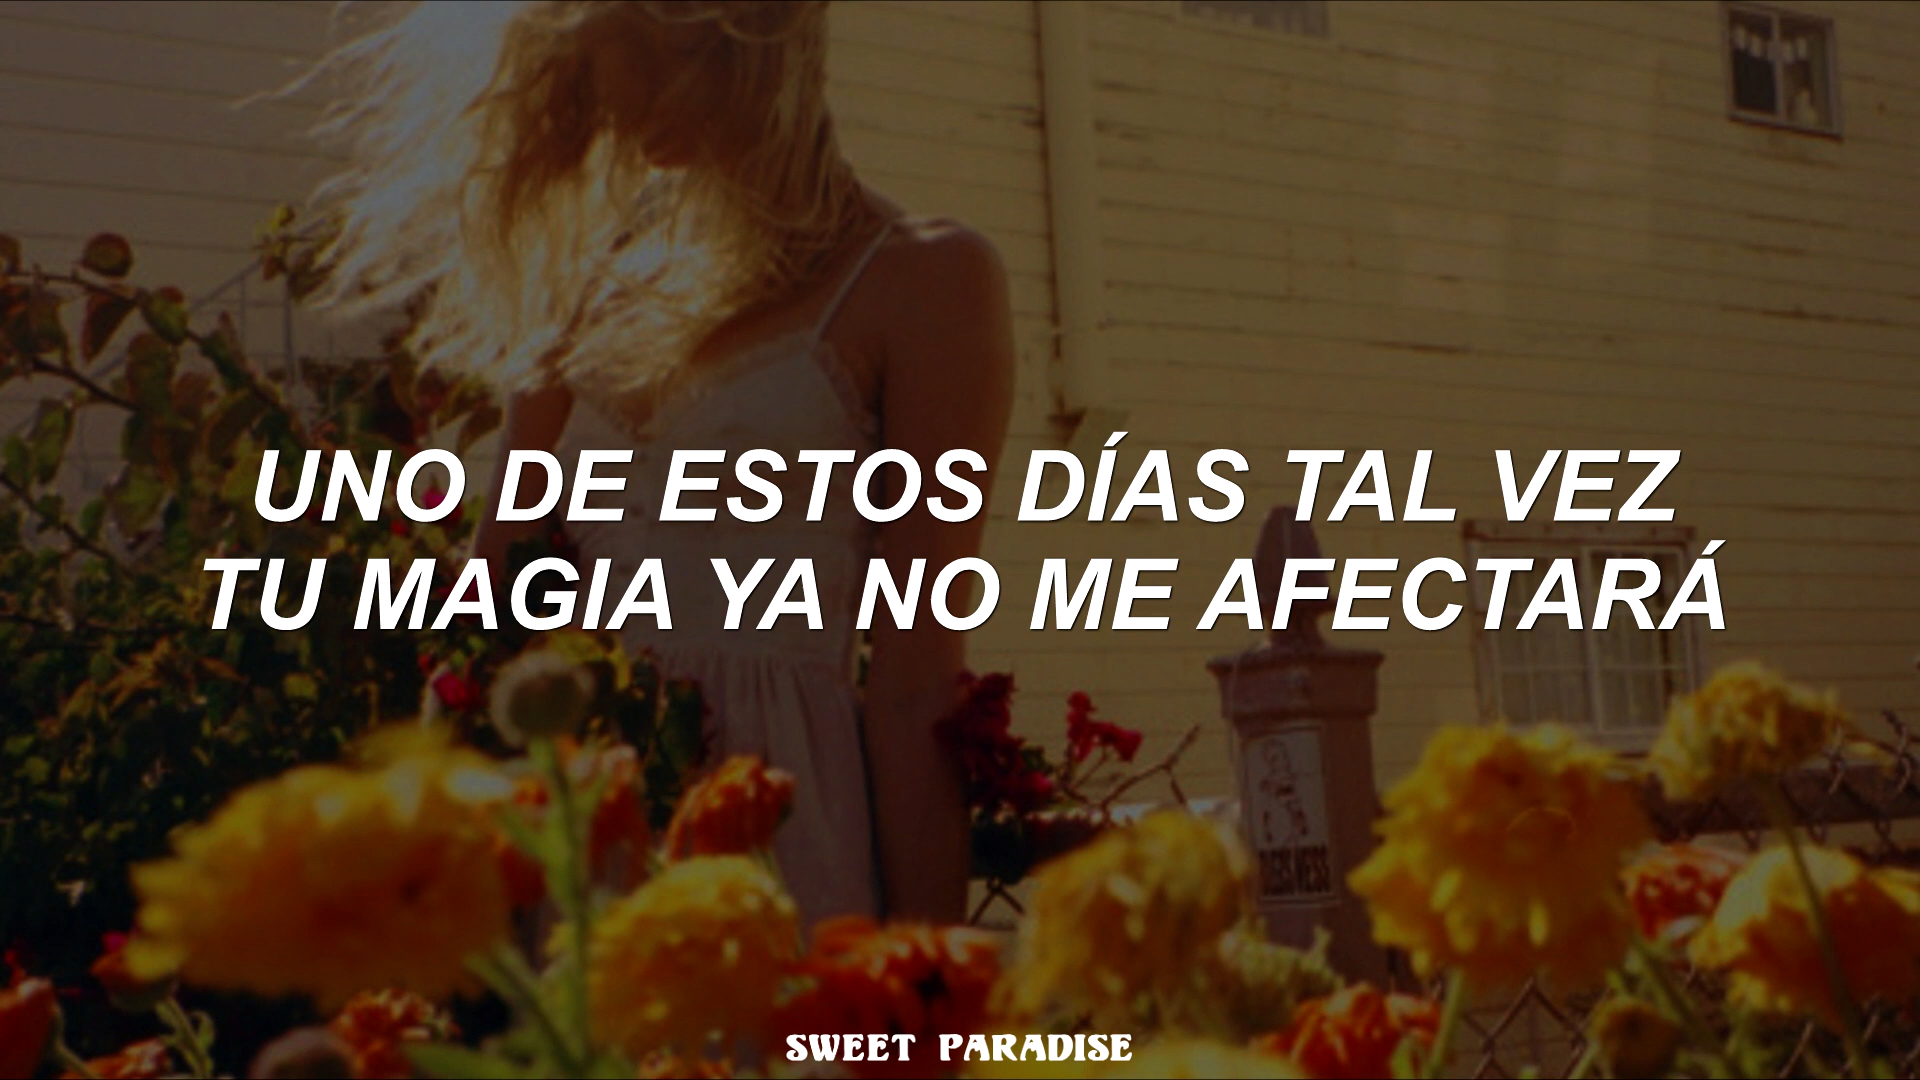 UNO DE ESTOS DÍAS TAL VEZ
TU MAGIA YA NO ME AFECTARÁ
SWEET PARADISE